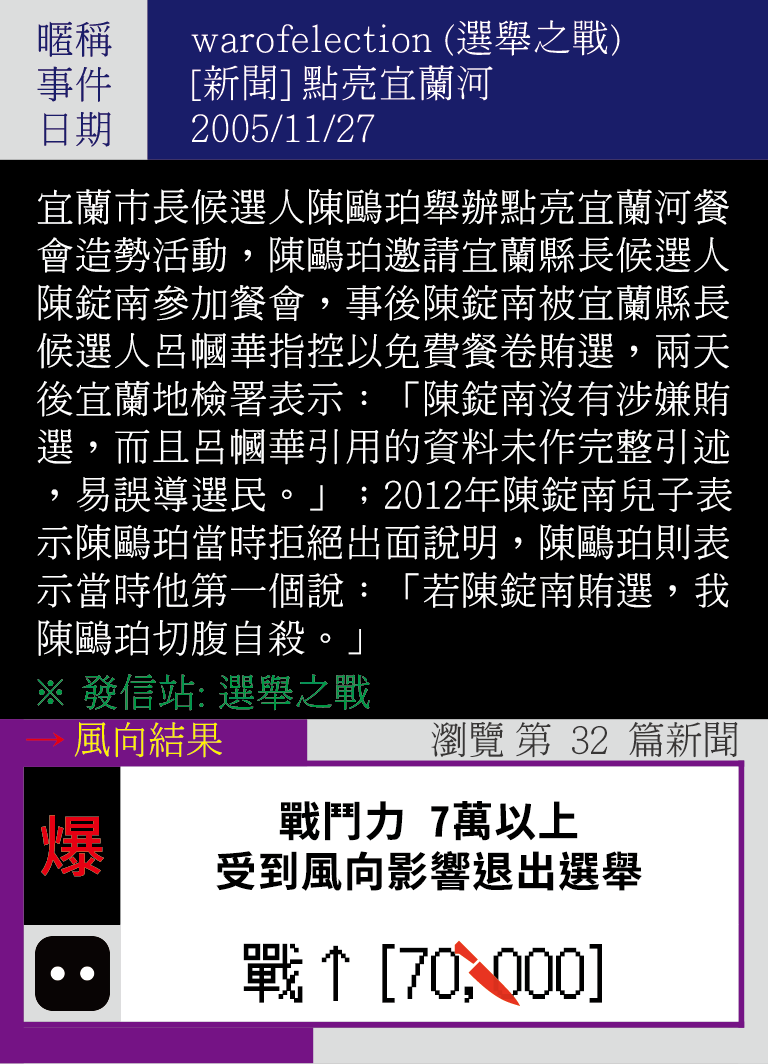 暱稱 warofelection (選舉之戰)
事件 [新聞] 點亮宜蘭河
日期 2005/11/27
宜蘭市長候選人陳鷗珀舉辦點亮宜蘭河餐
會造勢活動，陳鷗珀邀請宜蘭縣長候選人
陳錠南參加餐會，事後陳錠南被宜蘭縣長
候選人呂幗華指控以免費餐卷賄選，兩天
後宜蘭地檢署表示：「陳錠南沒有涉嫌賄
選，而且呂幗華引用的資料未作完整引述
，易誤導選民。」；2012年陳錠南兒子表
示陳鷗珀當時拒絕出面說明，陳鷗珀則表
示當時他第一個說：「若陳錠南賄選，我
陳鷗珀切腹自殺。」
※ 發信站: 選舉之戰
→ 風向結果
瀏覽 第 32 篇新聞
爆
戰鬥力 7萬以上
受到風向影響退出選舉
戰↑[70,000]